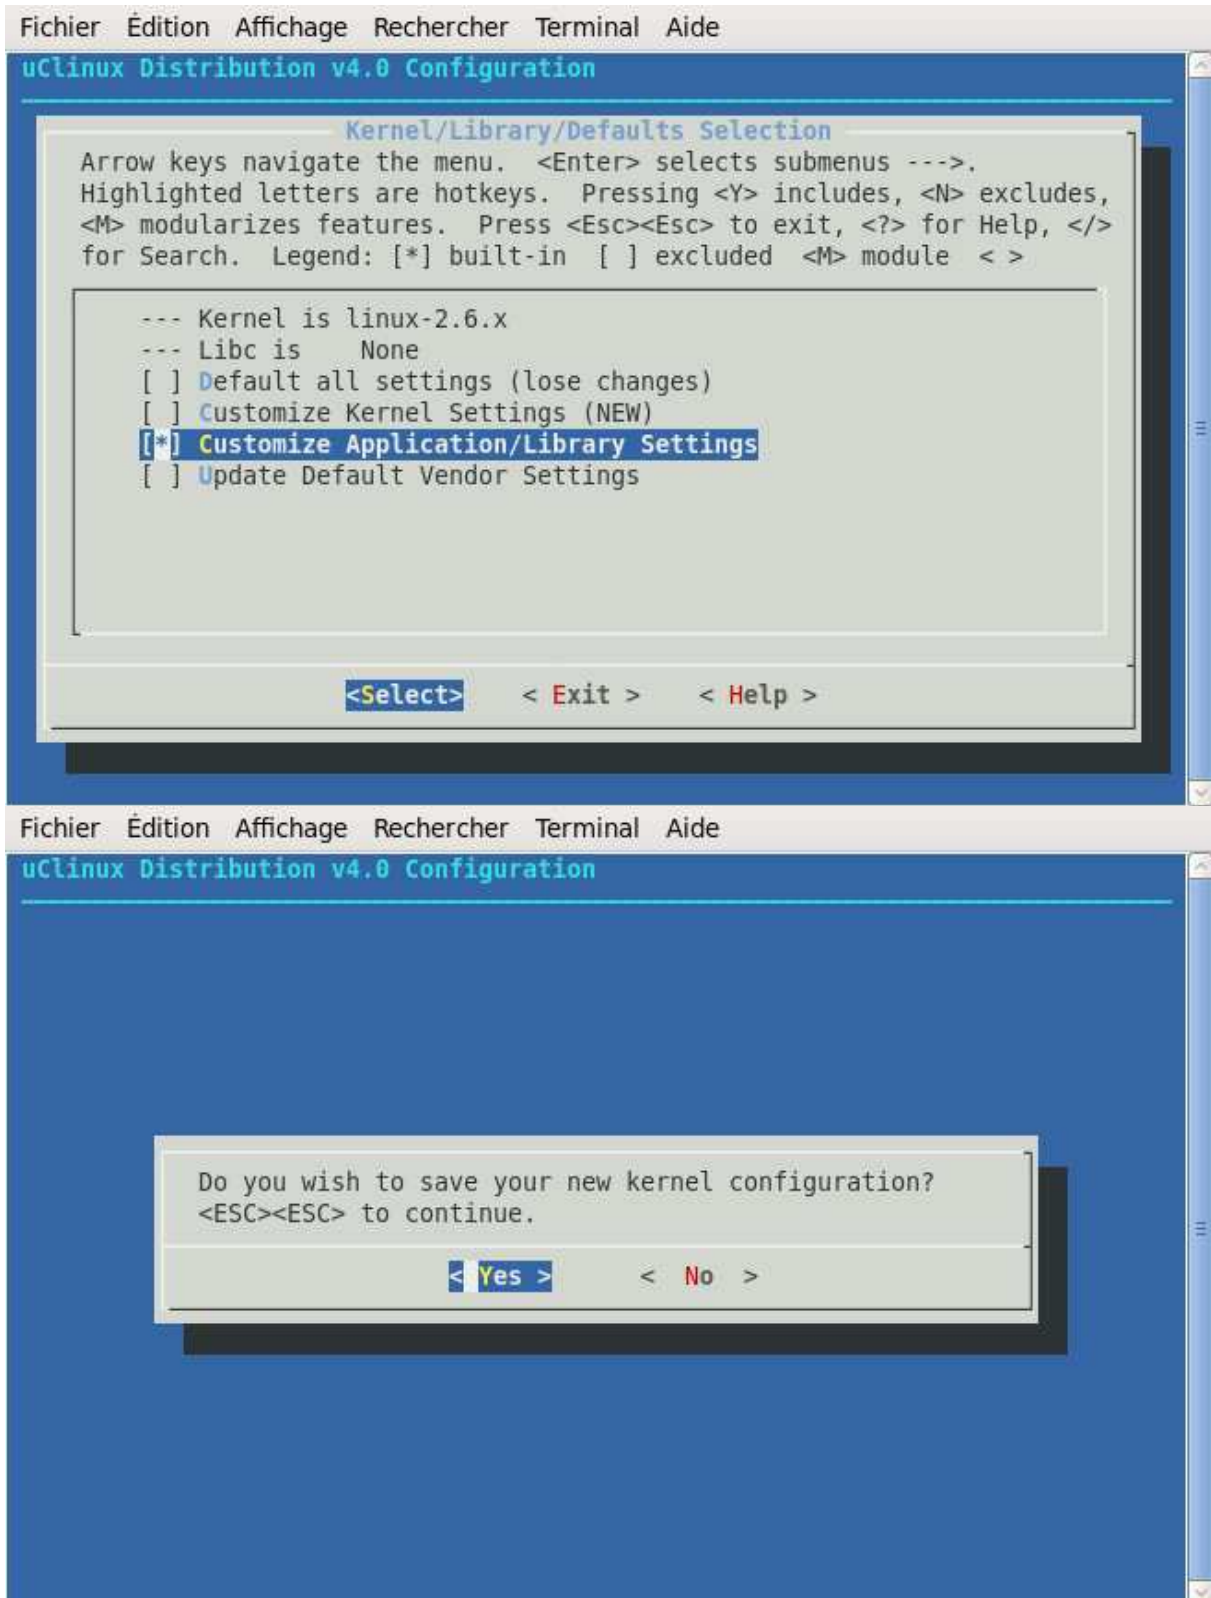 Fichier Édition Affichage Rechercher Terminal Aide
uClinux Distribution v4.0 Configuration
Kernel/Library/Defaults Selection
Arrow keys navigate the menu.  <Enter> selects submenus --->.
Highlighted letters are hotkeys.  Pressing <Y> includes, <N> excludes,
<M> modularizes features.  Press <Esc><Esc> to exit, <?> for Help, </>
for Search.  Legend: [*] built-in  [ ] excluded  <M> module  < >
--- Kernel is linux-2.6.x
--- Libc is    None
[ ] Default all settings (lose changes)
[ ] Customize Kernel Settings (NEW)
[*] Customize Application/Library Settings
[ ] Update Default Vendor Settings
<Select>    < Exit >    < Help >
Fichier Édition Affichage Rechercher Terminal Aide
uClinux Distribution v4.0 Configuration
Do you wish to save your new kernel configuration?
<ESC><ESC> to continue.
< Yes >      <  No  >